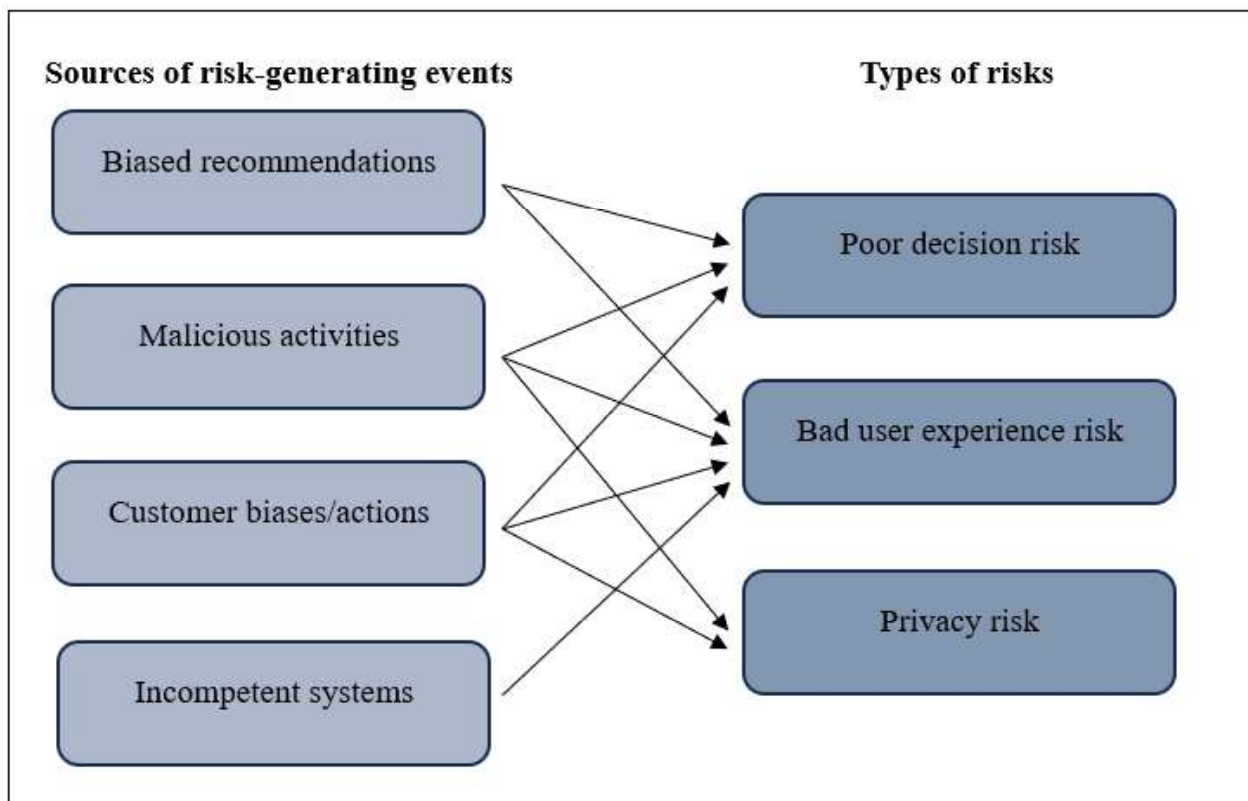 Sources of risk-generating events
Types of risks
Biased recommendations
Malicious activities
Customer biases/actions
Incompetent systems
Poor decision risk
Bad user experience risk
Privacy risk